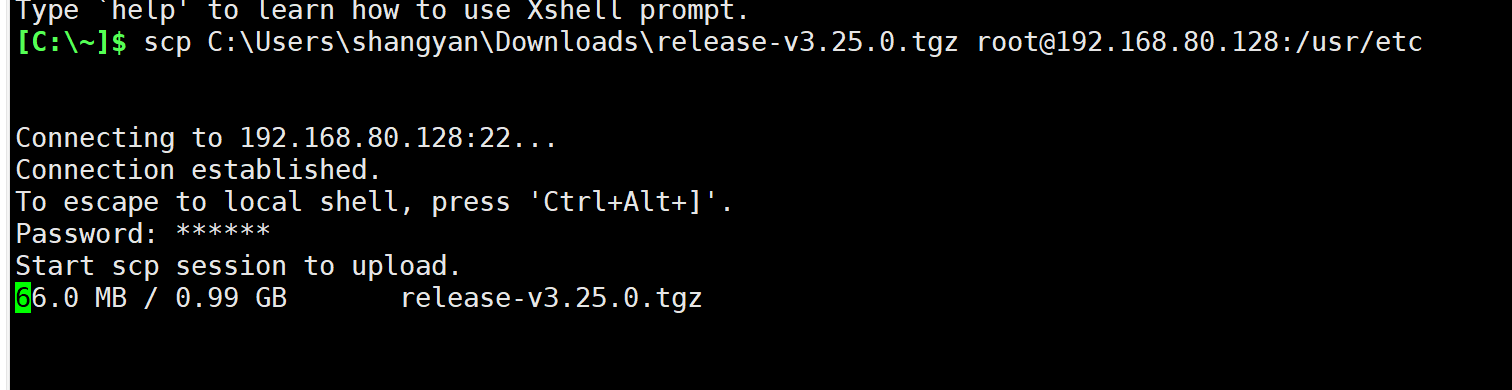 Type `help' to learn how to use Xshell prompt.
[C:\~]$ scp C:\Users\shangyan\Downloads\release-v3.25.0.tgz root@192.168.80.128:/usr/etc
Connecting to 192.168.80.128:22...
Connection established.
To escape to local shell, press 'Ctrl+Alt+]'.
Password: ******
Start scp session to upload.
66.0 MB / 0.99 GB release-v3.25.0.tgz